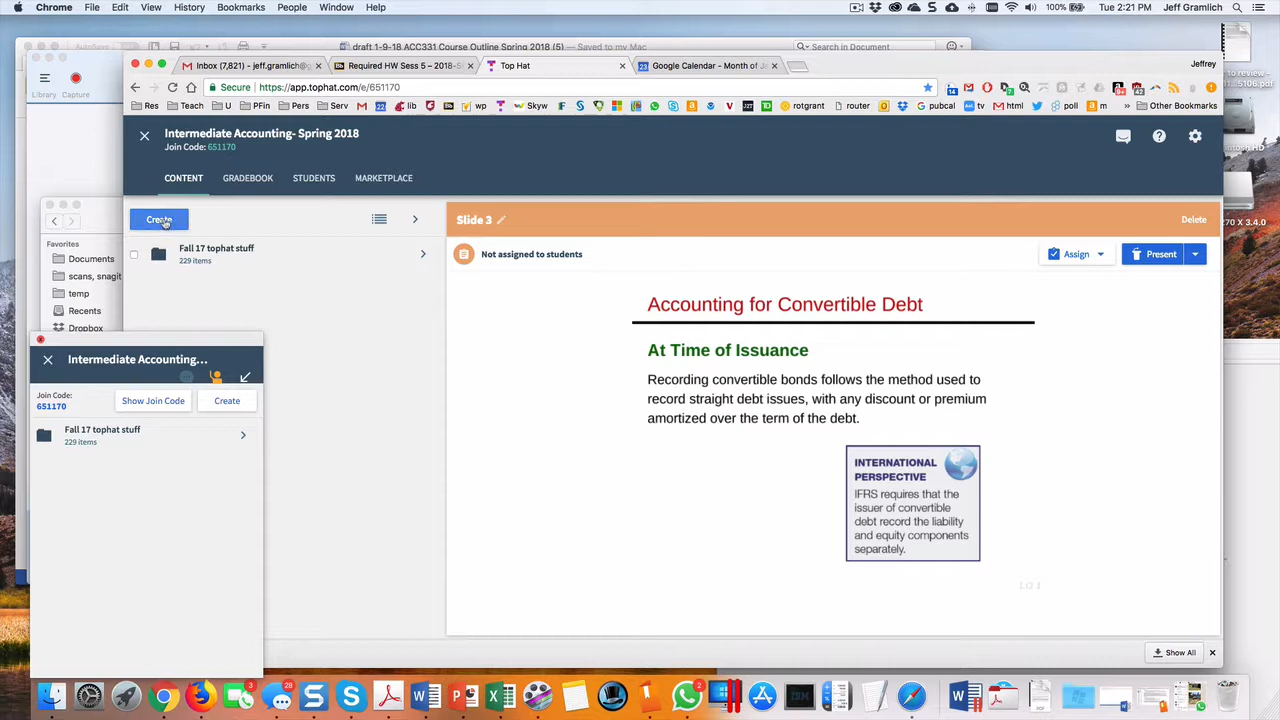 Chrome File Edit View History Bookmarks People Window Help
100% Tue 2:21 PM Jeff Gramlich
draft 1-9-18 ACC331 Course Outline Spring 2018 (5) — Saved to my Mac
Search in Document
Inbox (7,821) - jeff.gramlich@
Required HW Sess 5 – 2018-S
Top Hat
Google Calendar - Month of Ja
Jeffrey
Secure https://app.tophat.com/e/651170
Res Teach U PFin Pers Serv 22 lib wp Skyw rotgrant router pubcal tv html poll a m » Other Bookmarks
Library Capture
Intermediate Accounting- Spring 2018
Join Code: 651170
CONTENT GRADEBOOK STUDENTS MARKETPLACE
Create
Slide 3
Delete
Fall 17 tophat stuff
229 items
Not assigned to students
Assign
Present
Favorites
Documents
scans, snagit
temp
Recents
Dropbox
Accounting for Convertible Debt
At Time of Issuance
Recording convertible bonds follows the method used to
record straight debt issues, with any discount or premium
amortized over the term of the debt.
INTERNATIONAL
PERSPECTIVE
IFRS requires that the
issuer of convertible
debt record the liability
and equity components
separately.
LO 1
Intermediate Accounting...
Join Code:
651170
Show Join Code
Create
Fall 17 tophat stuff
229 items
Show All